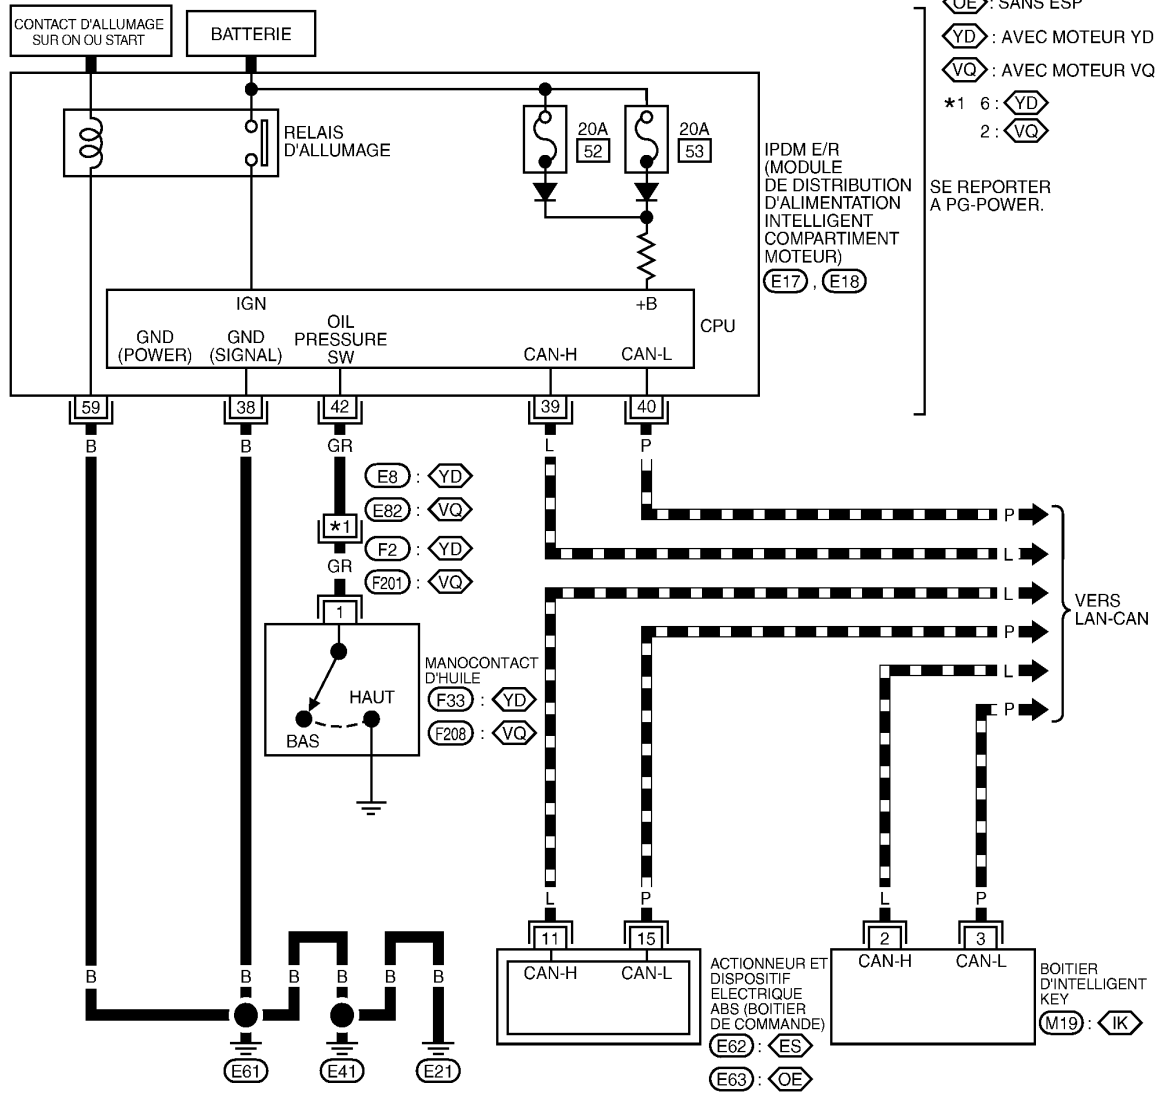 OE : SANS ESP
YD : AVEC MOTEUR YD
VQ : AVEC MOTEUR VQ
*1 6 : YD
2 : VQ
CONTACT D'ALLUMAGE
SUR ON OU START
BATTERIE
RELAIS
D'ALLUMAGE
20A
52
20A
53
IPDM E/R
(MODULE
DE DISTRIBUTION
D'ALIMENTATION
INTELLIGENT
COMPARTIMENT
MOTEUR)
E17 , E18
SE REPORTER
A PG-POWER.
IGN
+B
CPU
GND
(POWER)
GND
(SIGNAL)
OIL
PRESSURE
SW
CAN-H
CAN-L
59
38
42
39
40
B
B
GR
L
P
E8 : YD
E82 : VQ
*1
F2 : YD
F201 : VQ
GR
1
P
L
L
P
L
P
VERS
LAN-CAN
MANOCONTACT
D'HUILE
F33 : YD
F208 : VQ
HAUT
BAS
L
P
L
P
11
15
2
3
CAN-H
CAN-L
CAN-H
CAN-L
ACTIONNEUR ET
DISPOSITIF
ELECTRIQUE
ABS (BOITIER
DE COMMANDE)
E62 : ES
E63 : OE
BOITIER
D'INTELLIGENT
KEY
M19 : IK
B
B
B
B
B
B
E61
E41
E21